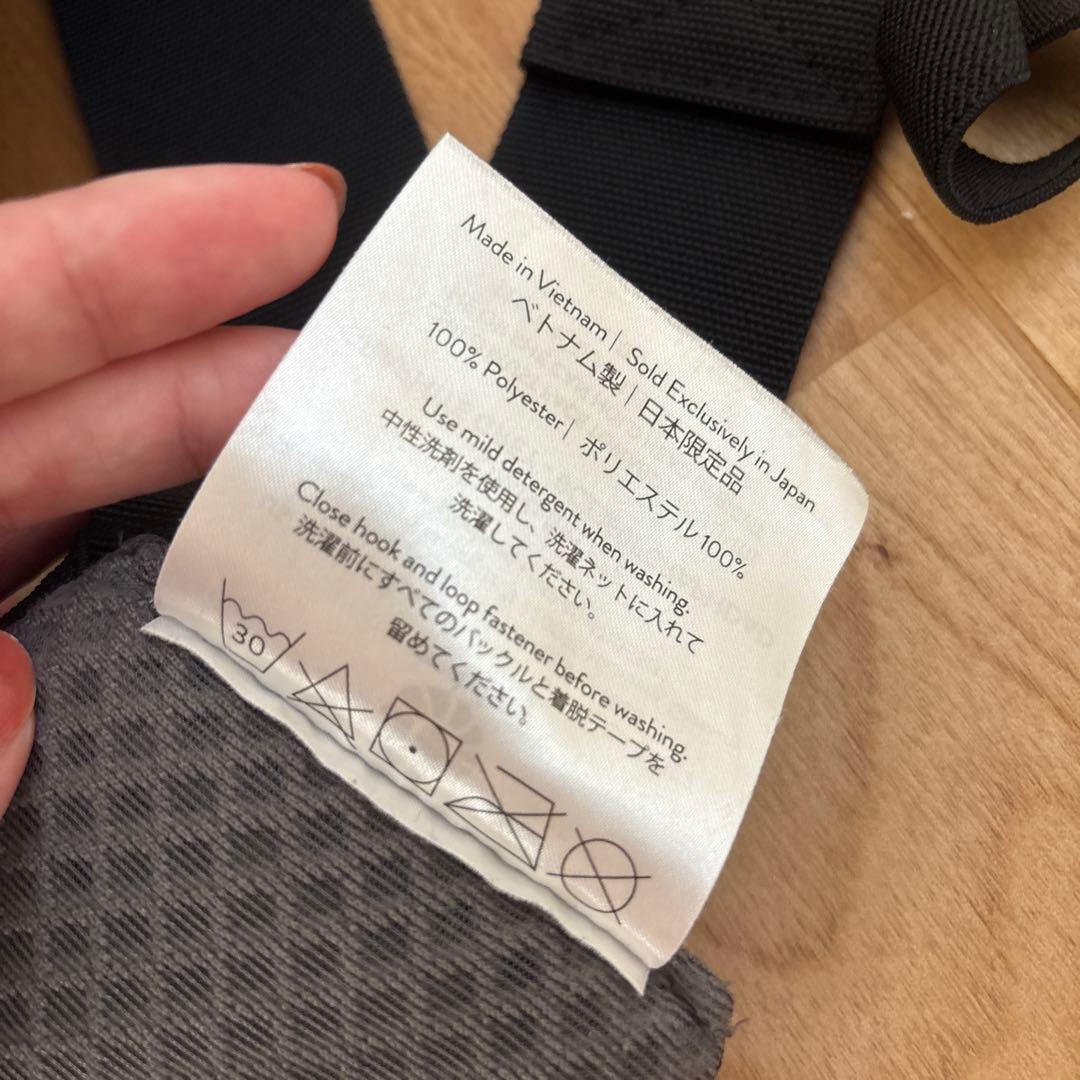 Made in Vietnam | Sold Exclusively in Japan
ベトナム製 | 日本限定品
100% Polyester | ポリエステル100%
Use mild detergent when washing.
中性洗剤を使用し、洗濯ネットに入れて
洗濯してください。
Close hook and loop fastener before washing.
洗濯前にすべてのバックルと着脱テープを
留めてください。
30